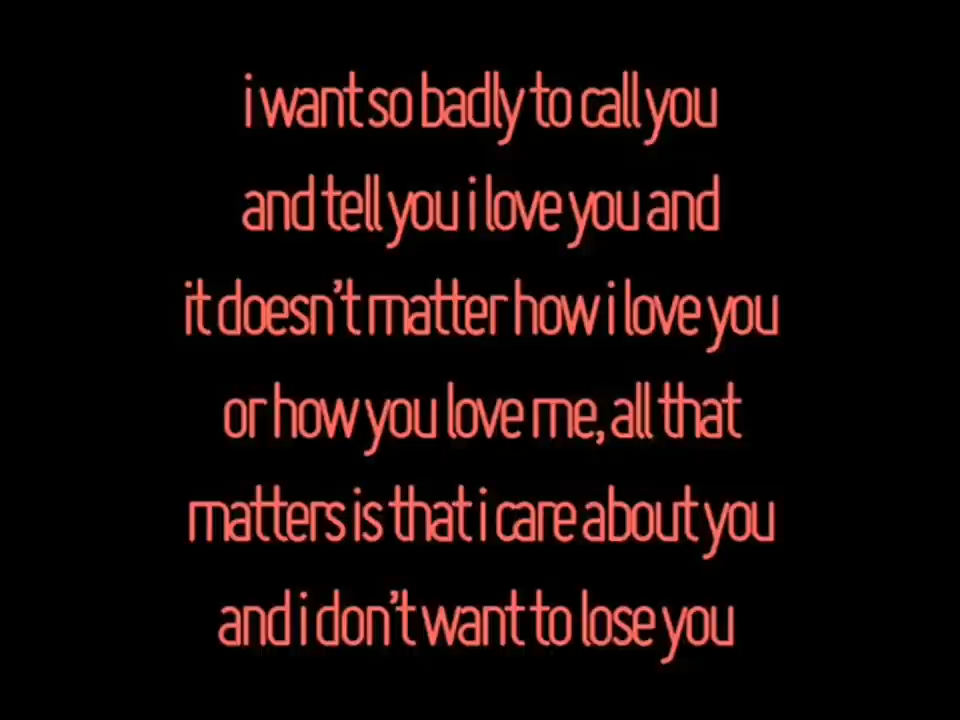 i want so badly to call you
and tell you i love you and
it doesn't matter how i love you
or how you love me, all that
matters is that i care about you
and i don't want to lose you